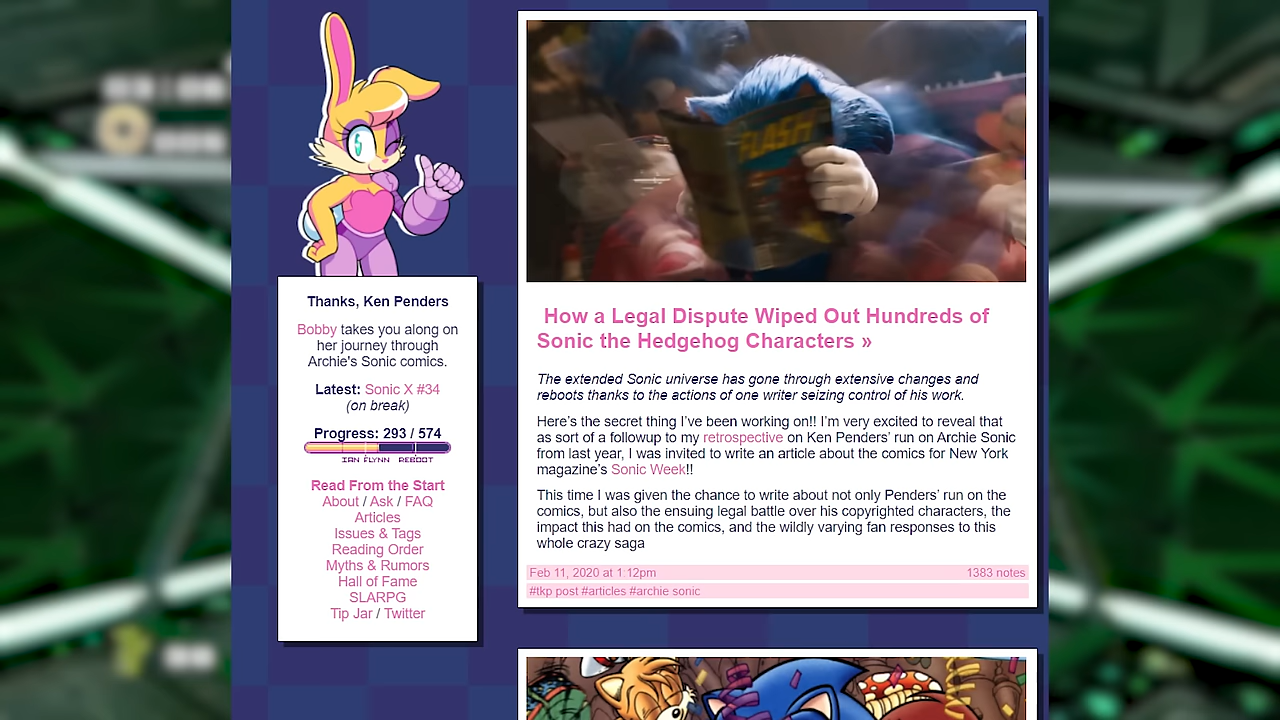 Thanks, Ken Penders
Bobby takes you along on
her journey through
Archie's Sonic comics.
Latest: Sonic X #34
(on break)
Progress: 293 / 574
IAN FLYNN REBOOT
Read From the Start
About / Ask / FAQ
Articles
Issues & Tags
Reading Order
Myths & Rumors
Hall of Fame
SLARPG
Tip Jar / Twitter
FLASH
How a Legal Dispute Wiped Out Hundreds of
Sonic the Hedgehog Characters »
The extended Sonic universe has gone through extensive changes and
reboots thanks to the actions of one writer seizing control of his work.
Here’s the secret thing I’ve been working on!! I’m very excited to reveal that
as sort of a followup to my retrospective on Ken Penders’ run on Archie Sonic
from last year, I was invited to write an article about the comics for New York
magazine’s Sonic Week!!
This time I was given the chance to write about not only Penders’ run on the
comics, but also the ensuing legal battle over his copyrighted characters, the
impact this had on the comics, and the wildly varying fan responses to this
whole crazy saga
Feb 11, 2020 at 1:12pm 1383 notes
#tkp post #articles #archie sonic